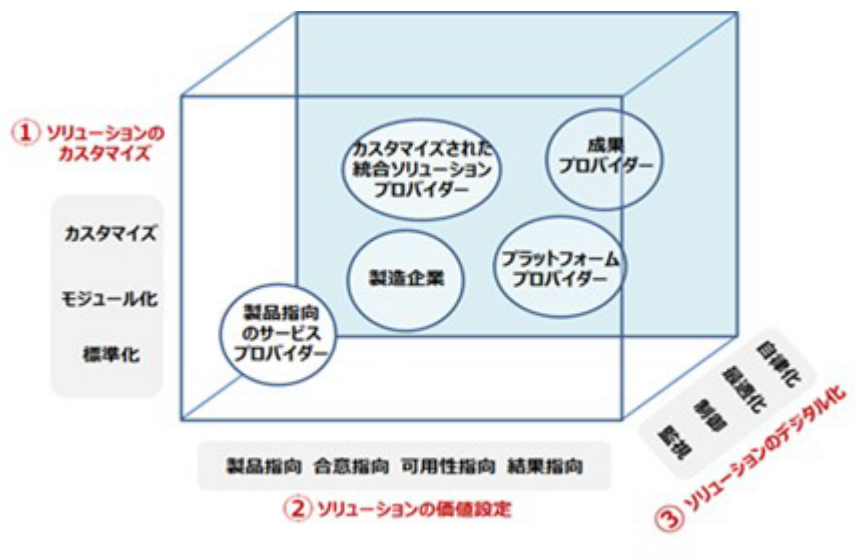 ① ソリューションの
カスタマイズ
カスタマイズ
モジュール化
標準化
カスタマイズされた
統合ソリューション
プロバイダー
成果
プロバイダー
製造企業
プラットフォーム
プロバイダー
製品指向
のサービス
プロバイダー
製品指向 合意指向 可用性指向 結果指向
② ソリューションの価値設定
監視
制御
最適化
自律化
③ ソリューションのデジタル化